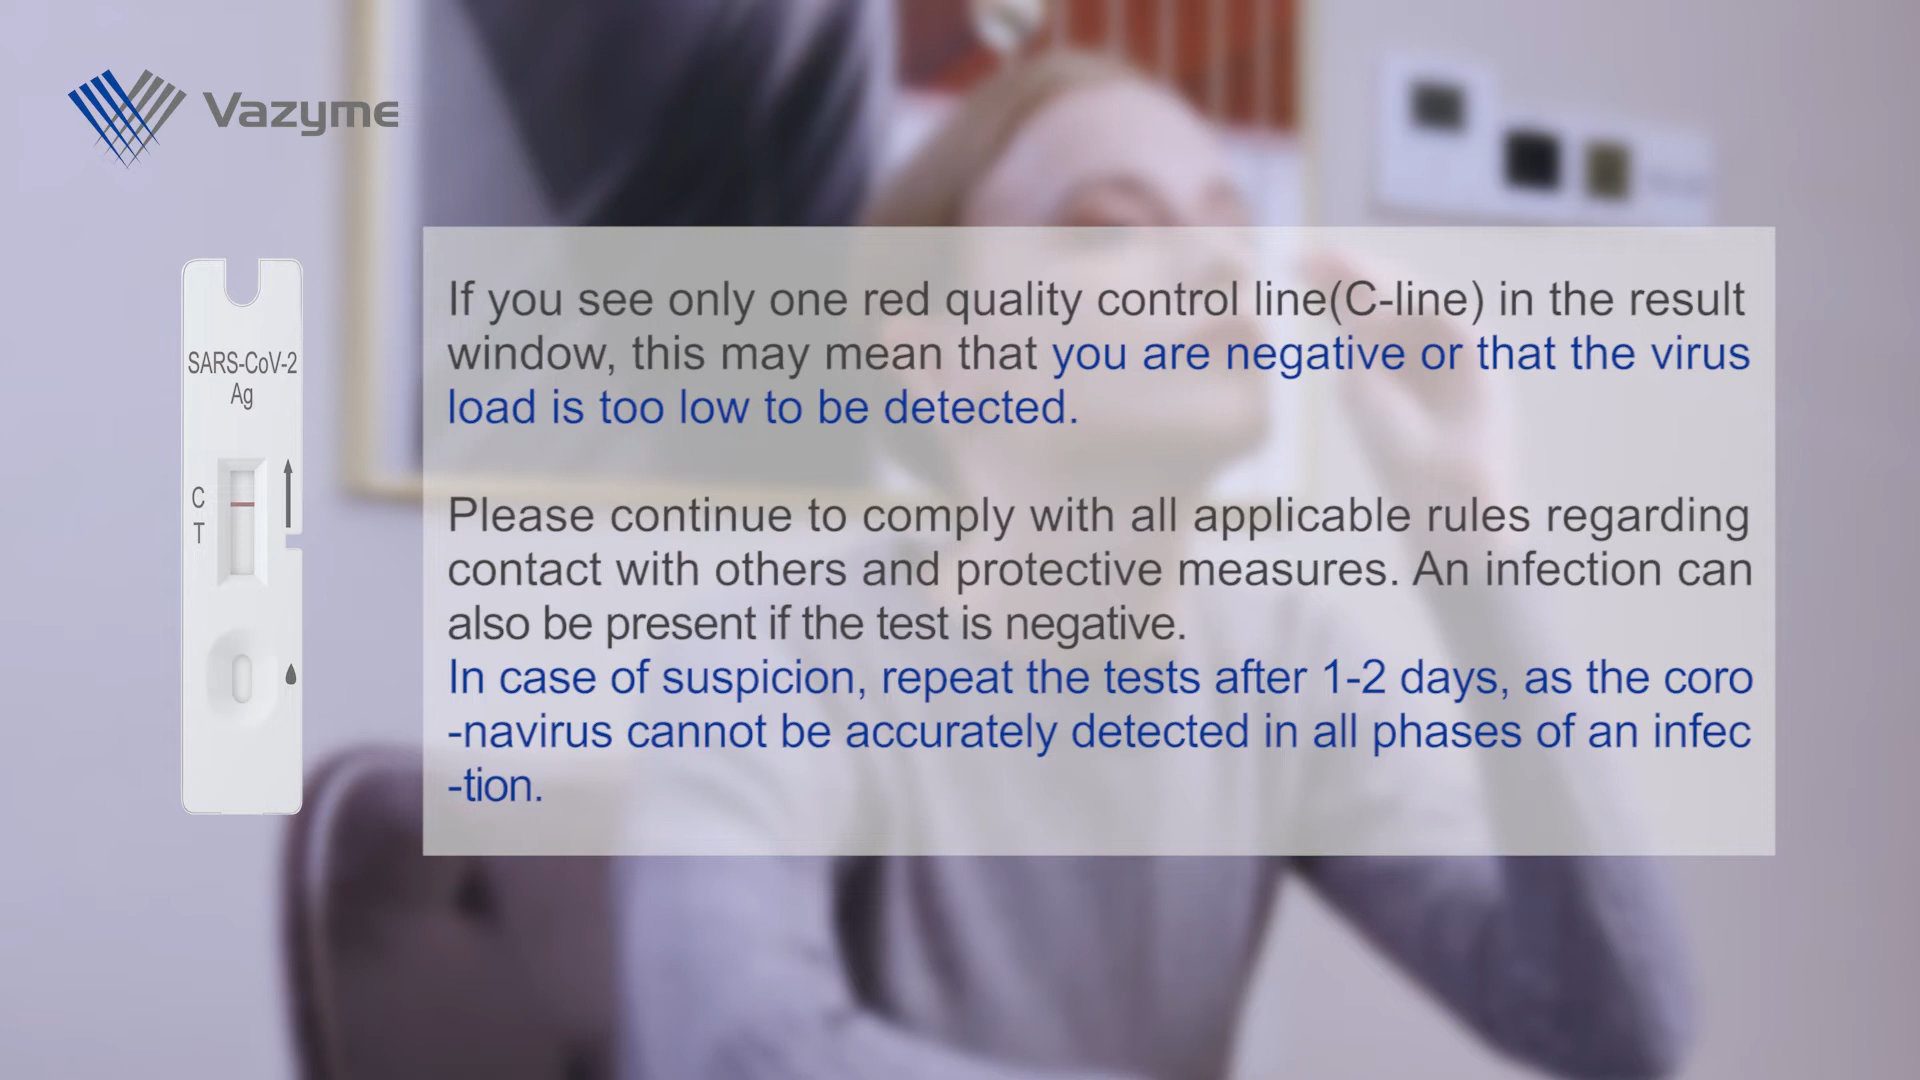 Vazyme
SARS-CoV-2
Ag
C
T
If you see only one red quality control line(C-line) in the result
window, this may mean that you are negative or that the virus
load is too low to be detected.
Please continue to comply with all applicable rules regarding
contact with others and protective measures. An infection can
also be present if the test is negative.
In case of suspicion, repeat the tests after 1-2 days, as the coro
-navirus cannot be accurately detected in all phases of an infec
-tion.